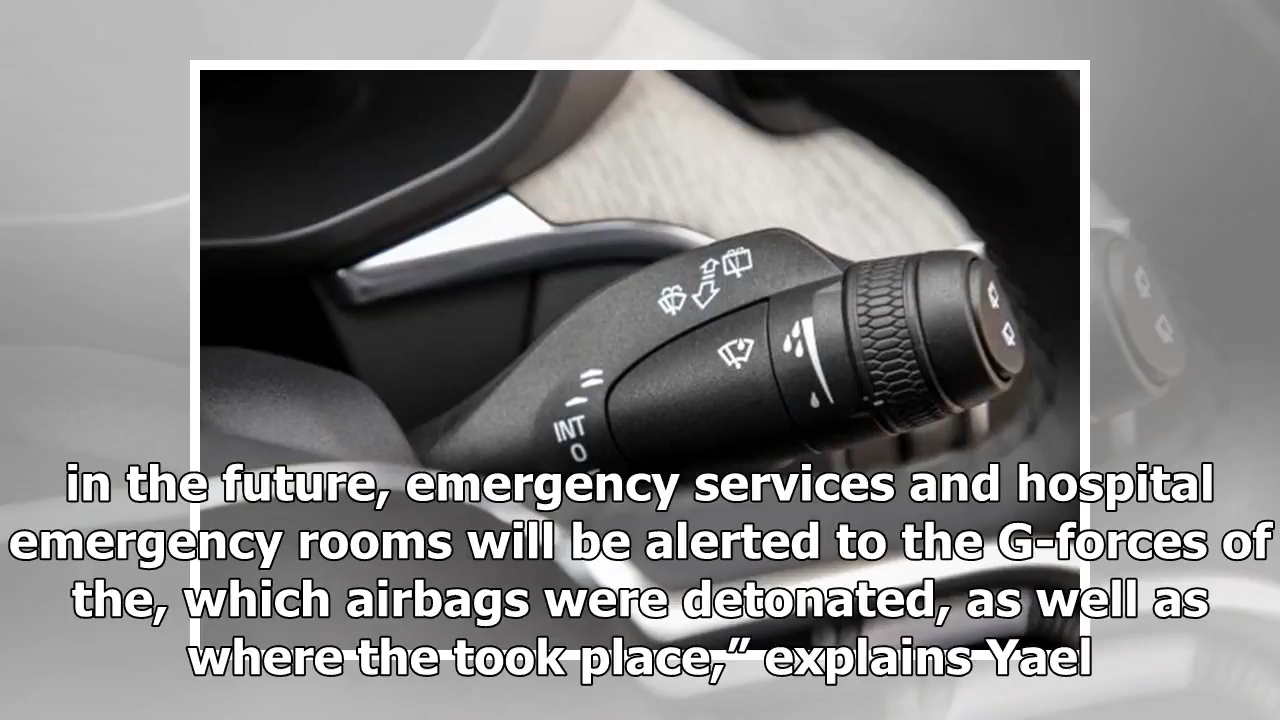 INT
O
in the future, emergency services and hospital
emergency rooms will be alerted to the G-forces of
the, which airbags were detonated, as well as
where the took place,” explains Yael